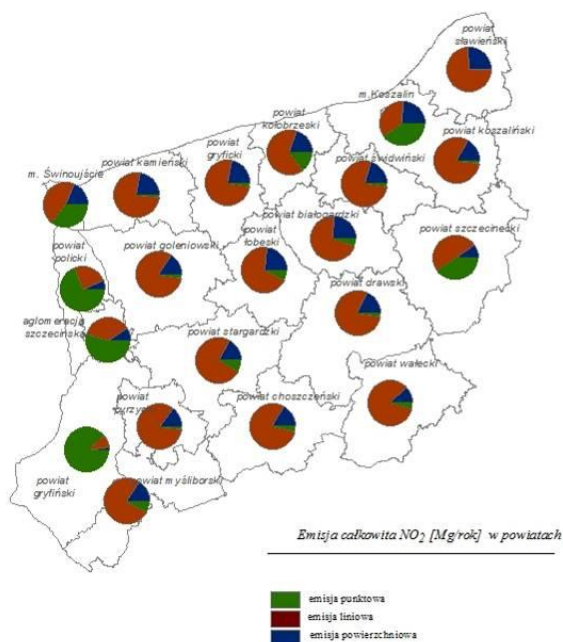 powiat
sławieński
m.Koszalin
powiat
kołobrzeski
powiat koszaliński
powiat
gryficki
powiat kamieński
powiat świdwiński
m. Świnoujście
powiat białogardzki
powiat szczecinecki
powiat
łobeski
powiat goleniowski
powiat
policki
powiat drawski
aglomeracja
szczecińska
powiat stargardzki
powiat wałecki
powiat
powiat choszczeński
powiat
gryfiński
powiat myśliborski
Emisja całkowita NO2 [Mg/rok] w powiatach
emisja punktowa
emisja liniowa
emisja powierzchniowa